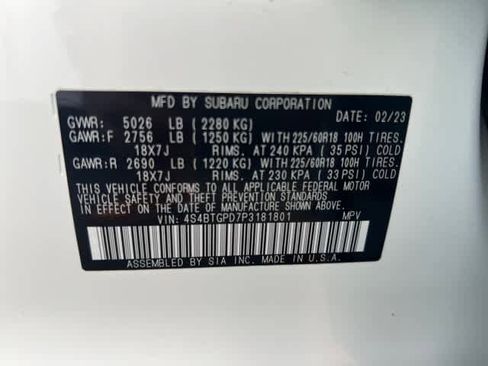 MFD BY SUBARU CORPORATION
GVWR: 5026 LB (2280 KG) DATE: 02/23
GAWR:F 2756 LB (1250 KG) WITH 225/60R18 100H TIRES.
18X7J RIMS. AT 240 KPA (35 PSI) COLD
GAWR:R 2690 LB (1220 KG) WITH 225/60R18 100H TIRES.
18X7J RIMS. AT 230 KPA (33 PSI) COLD
THIS VEHICLE CONFORMS TO ALL APPLICABLE FEDERAL MOTOR
VEHICLE SAFETY AND THEFT PREVENTION STANDARDS
IN EFFECT ON THE DATE OF MANUFACTURE SHOWN ABOVE.
VIN: 4S4BTGPD7P3181801 MPV
ASSEMBLED BY SIA INC. MADE IN U.S.A.